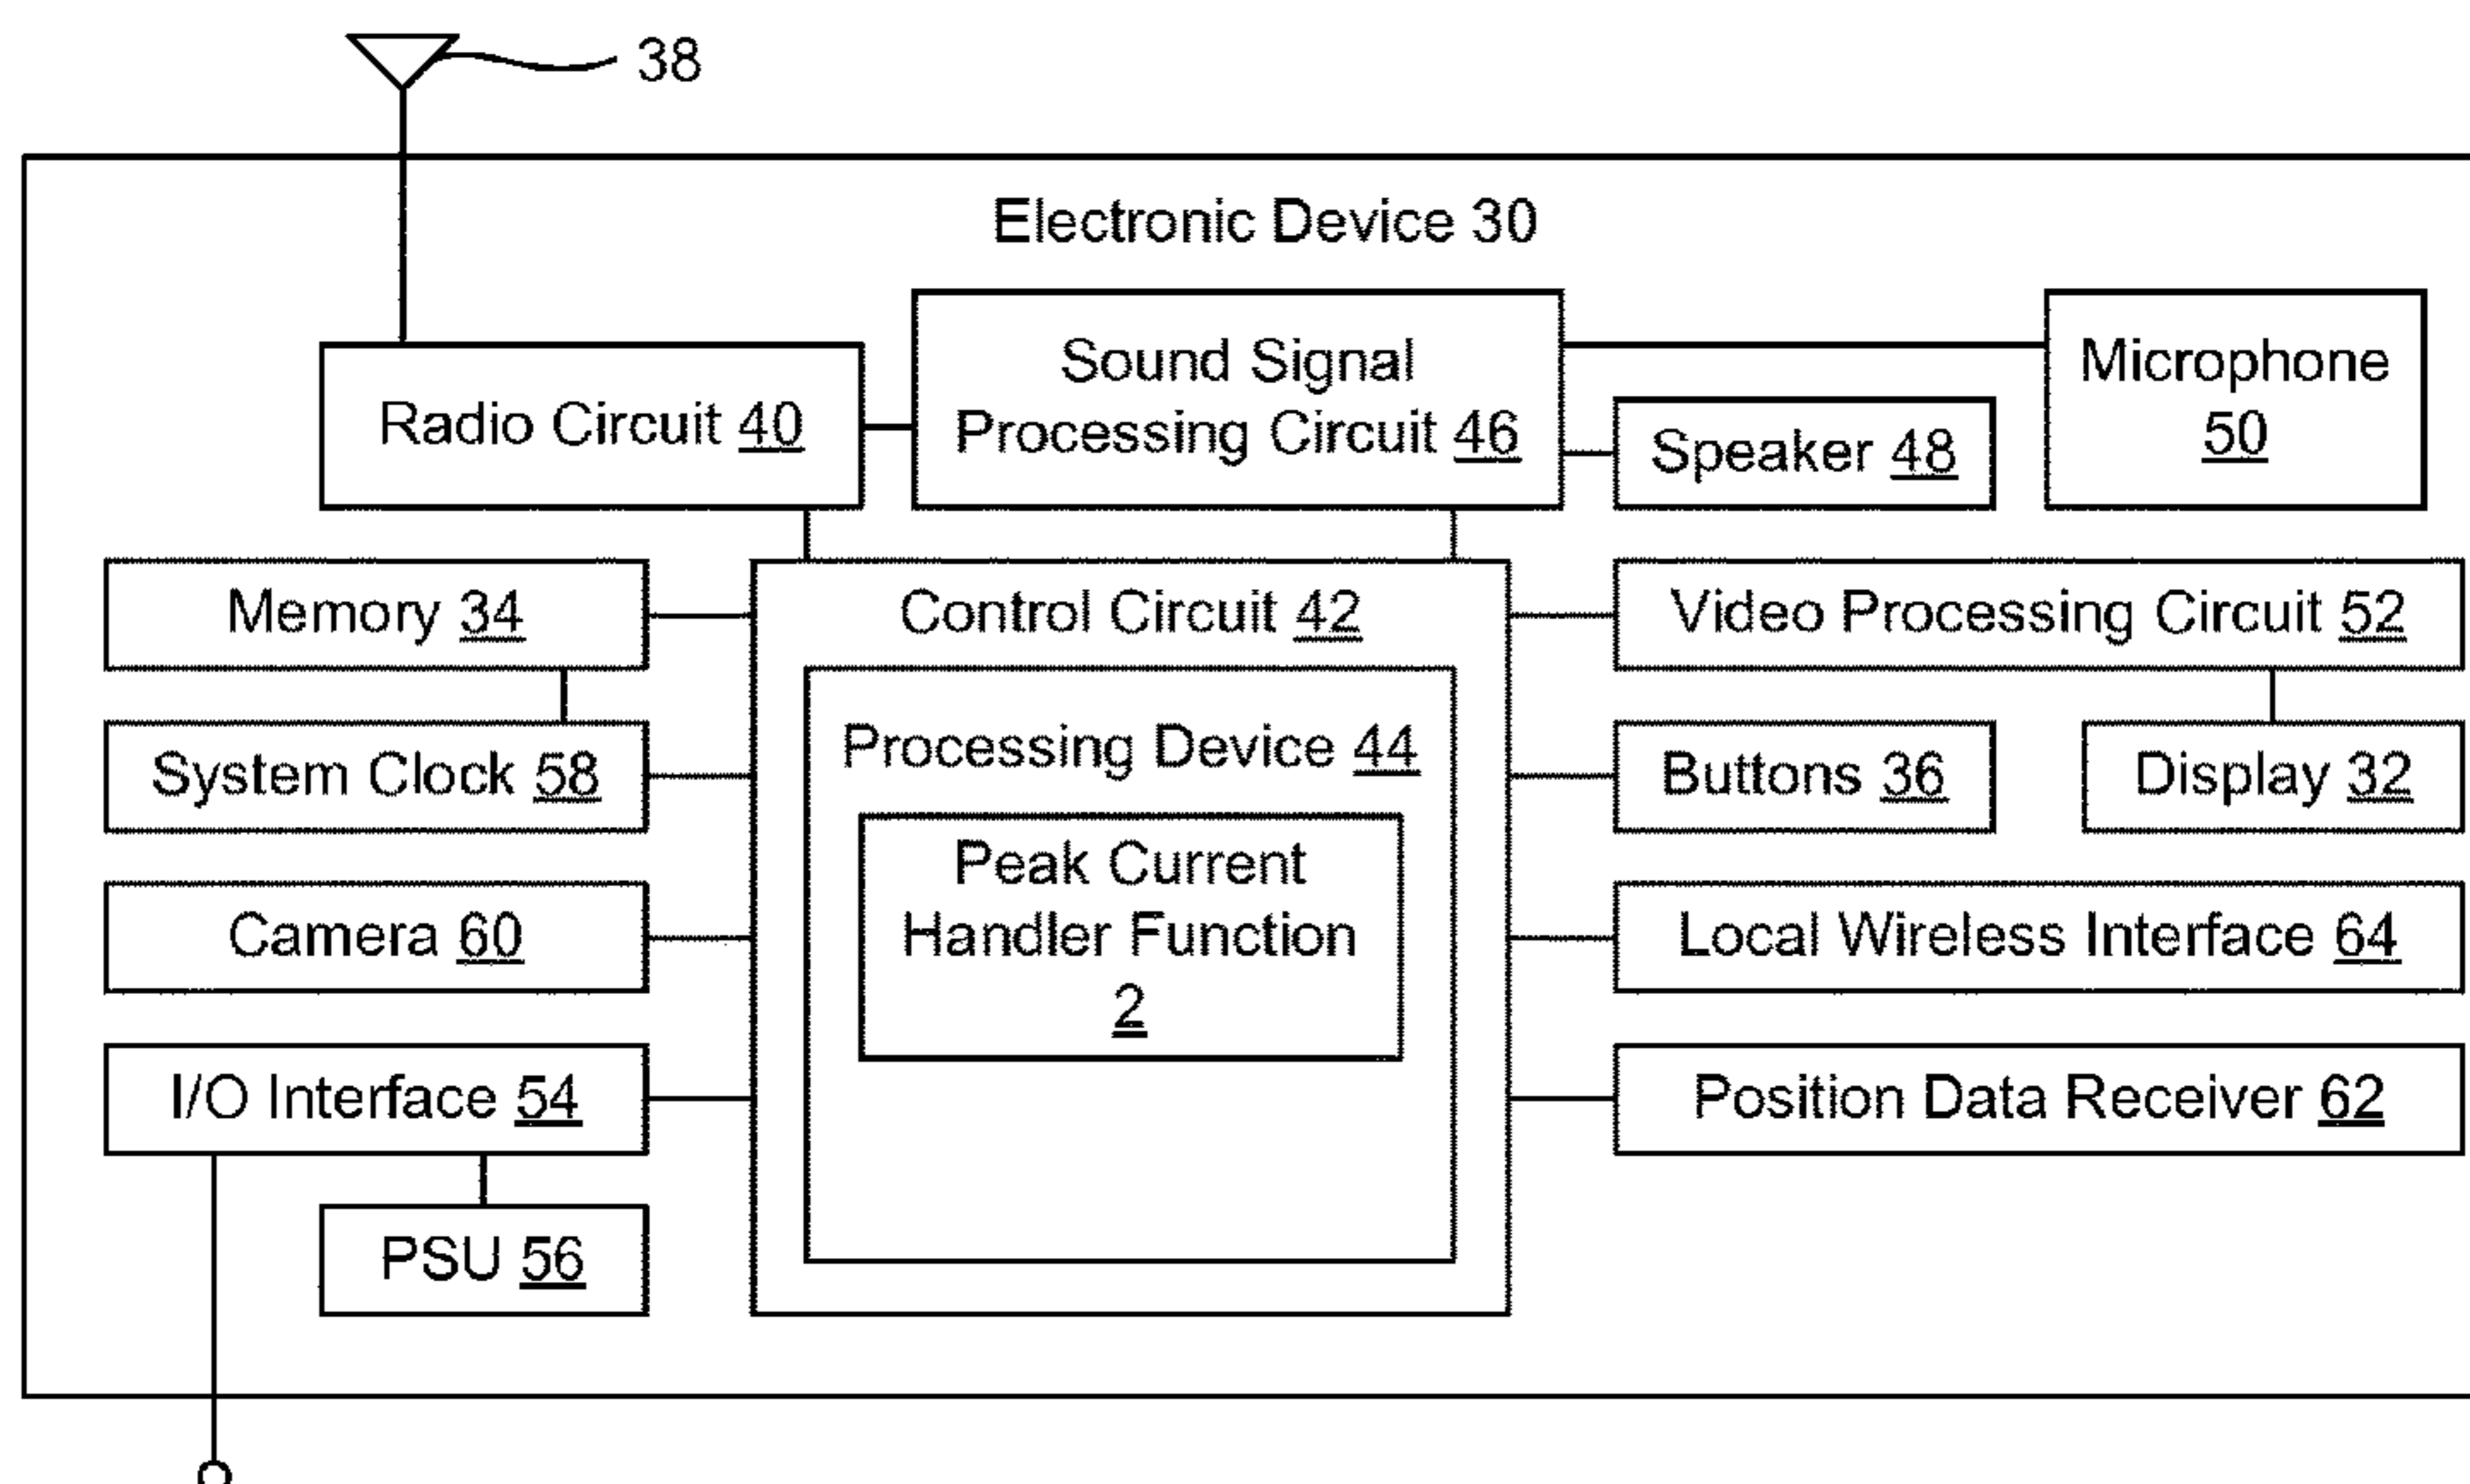 38
Electronic Device 30
Sound Signal
Processing Circuit 46
Microphone
50
Radio Circuit 40
Speaker 48
Memory 34
Control Circuit 42
Video Processing Circuit 52
Processing Device 44
System Clock 58
Buttons 36
Display 32
Peak Current
Handler Function
2
Camera 60
Local Wireless Interface 64
I/O Interface 54
Position Data Receiver 62
PSU 56